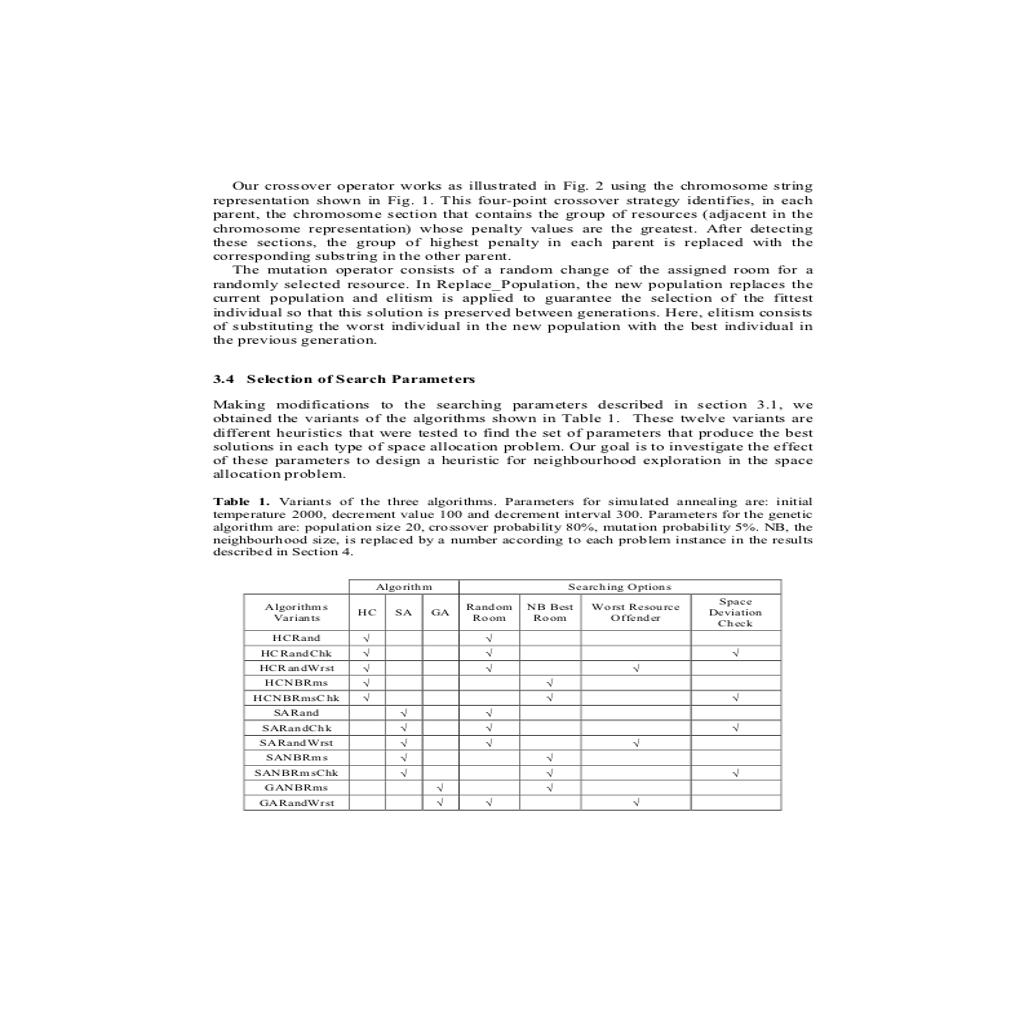 Our crossover operator works as illustrated in Fig. 2 using the chromosome string
representation shown in Fig. 1. This four-point crossover strategy identifies, in each
parent, the chromosome section that contains the group of resources (adjacent in the
chromosome representation) whose penalty values are the greatest. After detecting
these sections, the group of highest penalty in each parent is replaced with the
corresponding substring in the other parent.
The mutation operator consists of a random change of the assigned room for a
randomly selected resource. In Replace_Population, the new population replaces the
current population and elitism is applied to guarantee the selection of the fittest
individual so that this solution is preserved between generations. Here, elitism consists
of substituting the worst individual in the new population with the best individual in
the previous generation.
3.4 Selection of Search Parameters
Making modifications to the searching parameters described in section 3.1, we
obtained the variants of the algorithms shown in Table 1. These twelve variants are
different heuristics that were tested to find the set of parameters that produce the best
solutions in each type of space allocation problem. Our goal is to investigate the effect
of these parameters to design a heuristic for neighbourhood exploration in the space
allocation problem.
Table 1. Variants of the three algorithms. Parameters for simulated annealing are: initial
temperature 2000, decrement value 100 and decrement interval 300. Parameters for the genetic
algorithm are: population size 20, crossover probability 80%, mutation probability 5%. NB, the
neighbourhood size, is replaced by a number according to each problem instance in the results
described in Section 4.
Algorithm Searching Options
Algorithms Variants HC SA GA Random Room NB Best Room Worst Resource Offender Space Deviation Check
HCRand √ √
HCRandChk √ √ √
HCRandWrst √ √ √
HCNBRms √ √
HCNBRmsChk √ √ √
SARand √ √
SARandChk √ √ √
SARandWrst √ √ √
SANBRms √ √
SANBRmsChk √ √ √
GANBRms √ √
GARandWrst √ √ √